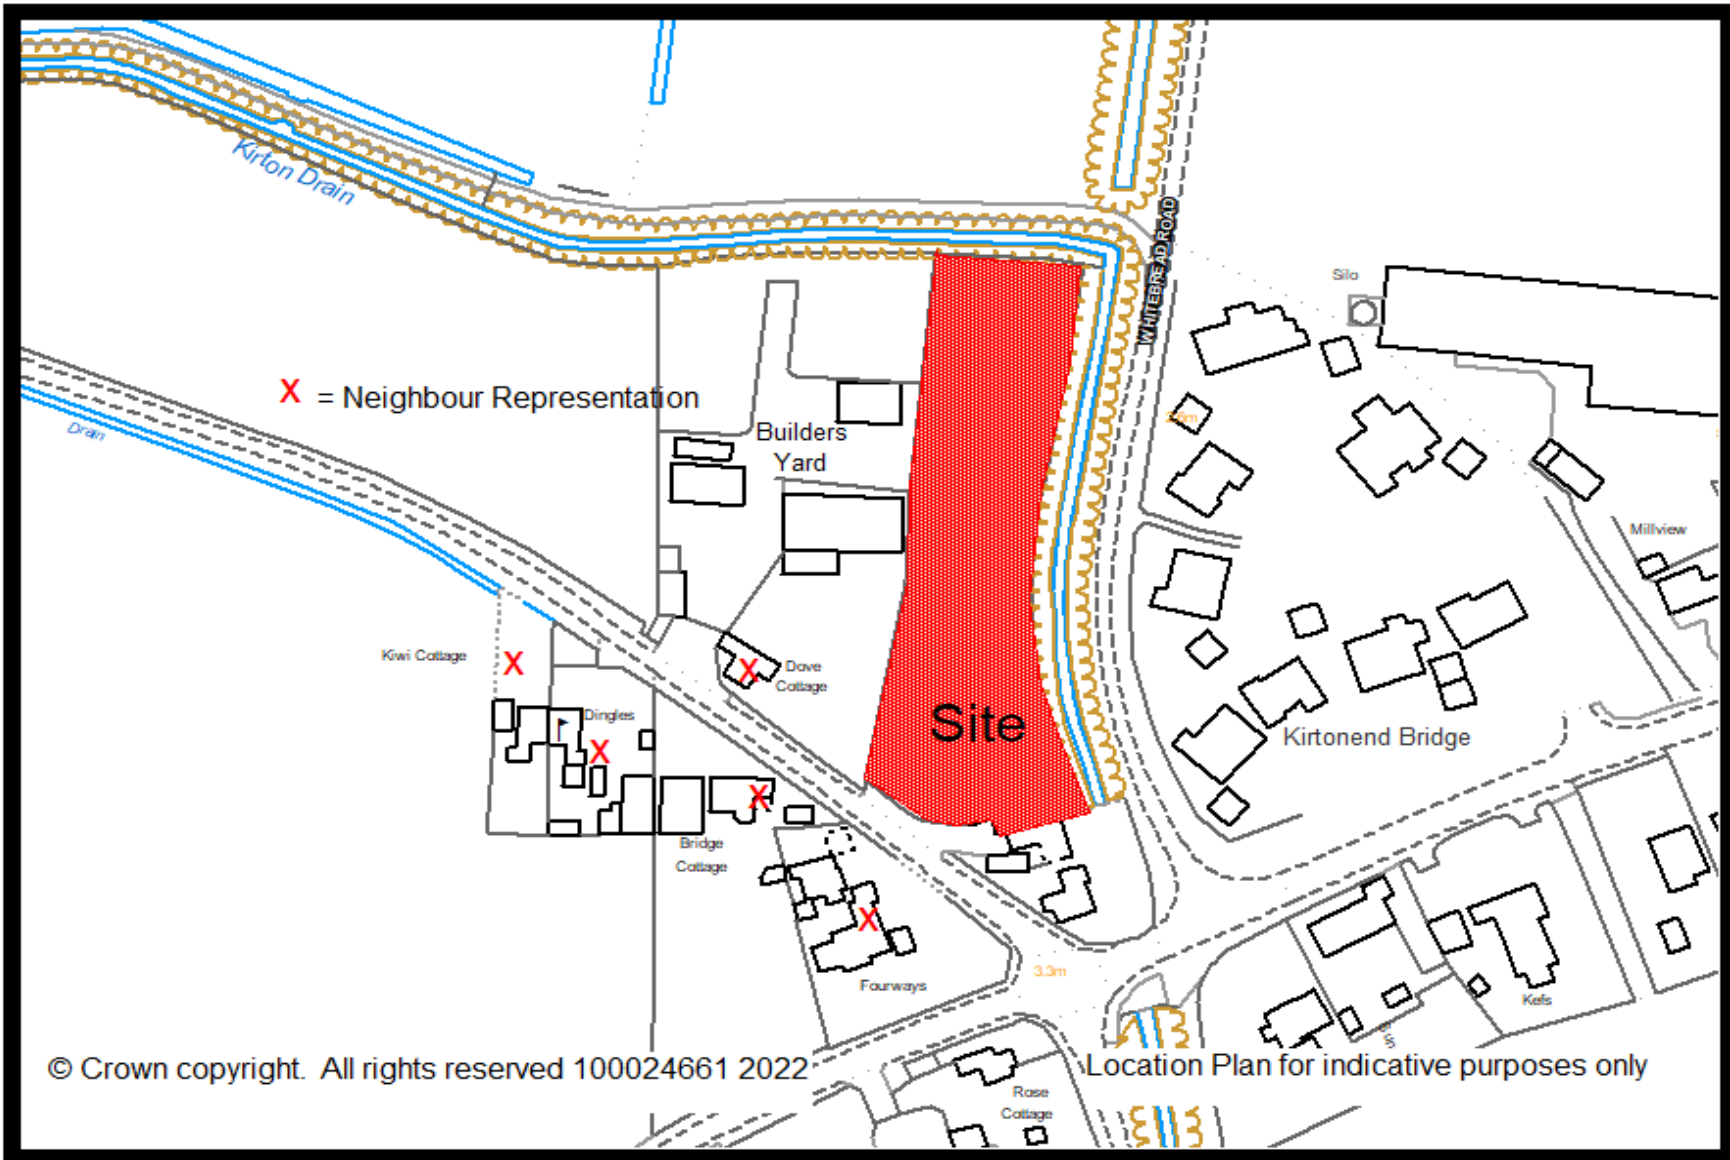 Kirton Drain
WHITEBREAD ROAD
Silo
X = Neighbour Representation
2.6m
Drain
Builders
Yard
Millview
Kiwi Cottage
X
X
Dove
Cottage
Dingles
X
Site
Kirtonend Bridge
X
Bridge
Cottage
X
3.3m
Fourways
Kefs
© Crown copyright. All rights reserved 100024661 2022
Location Plan for indicative purposes only
Rose
Cottage